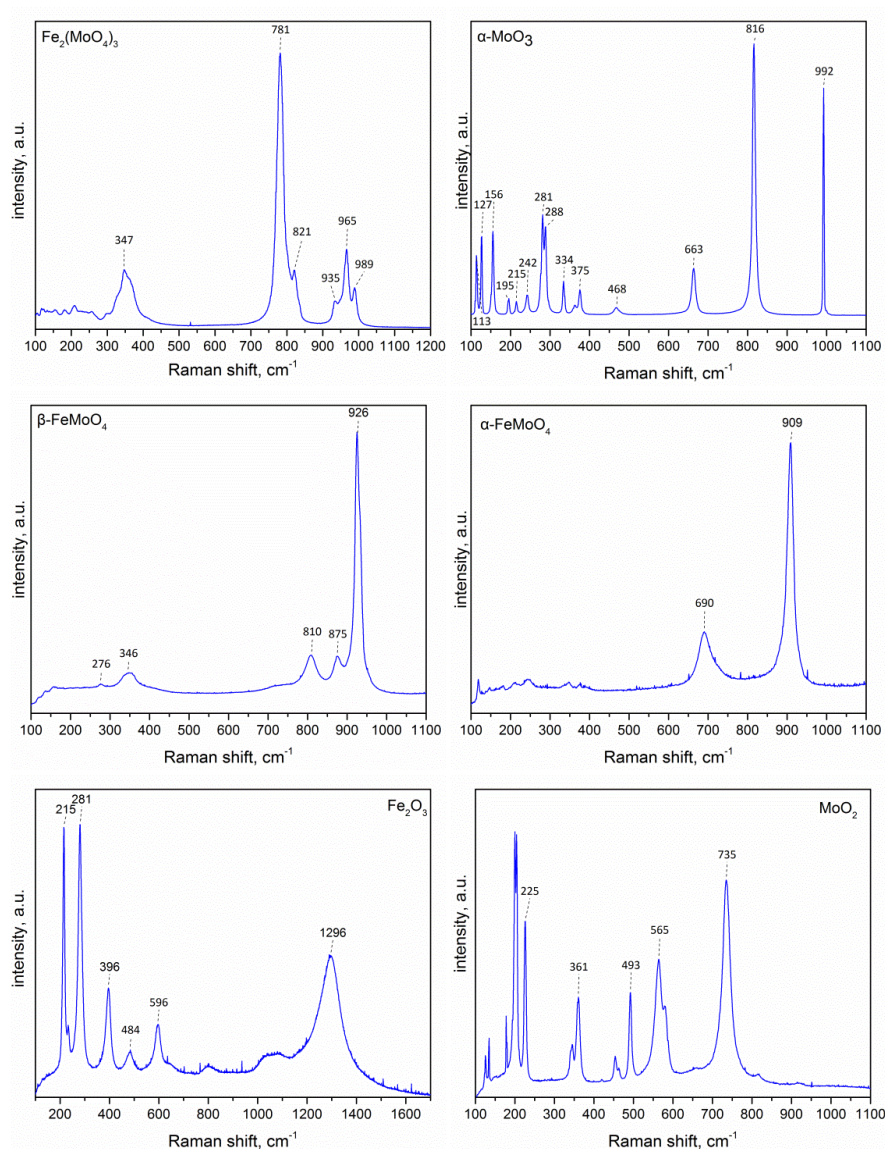 Fe₂(MoO₄)₃
781
347
821
935
965
989
intensity, a.u.
100 200 300 400 500 600 700 800 900 1000 1100 1200
Raman shift, cm⁻¹
α-MoO₃
816
992
127
156
281
288
113
195
215
242
334
375
468
663
intensity, a.u.
100 200 300 400 500 600 700 800 900 1000 1100
Raman shift, cm⁻¹
β-FeMoO₄
926
276
346
810
875
intensity, a.u.
100 200 300 400 500 600 700 800 900 1000 1100
Raman shift, cm⁻¹
α-FeMoO₄
909
690
intensity, a.u.
100 200 300 400 500 600 700 800 900 1000 1100
Raman shift, cm⁻¹
Fe₂O₃
215
281
396
484
596
1296
intensity, a.u.
200 400 600 800 1000 1200 1400 1600
Raman shift, cm⁻¹
MoO₂
225
361
493
565
735
intensity, a.u.
100 200 300 400 500 600 700 800 900 1000 1100
Raman shift, cm⁻¹